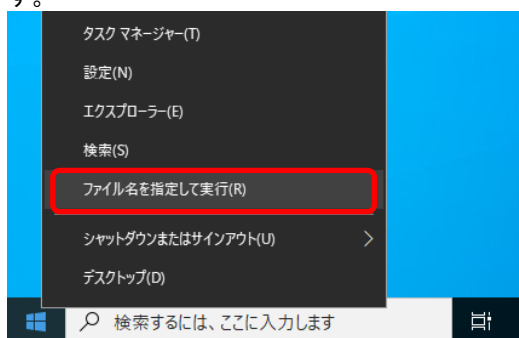 す。
タスク マネージャー(T)
設定(N)
エクスプローラー(E)
検索(S)
ファイル名を指定して実行(R)
シャットダウンまたはサインアウト(U)
デスクトップ(D)
検索するには、ここに入力します